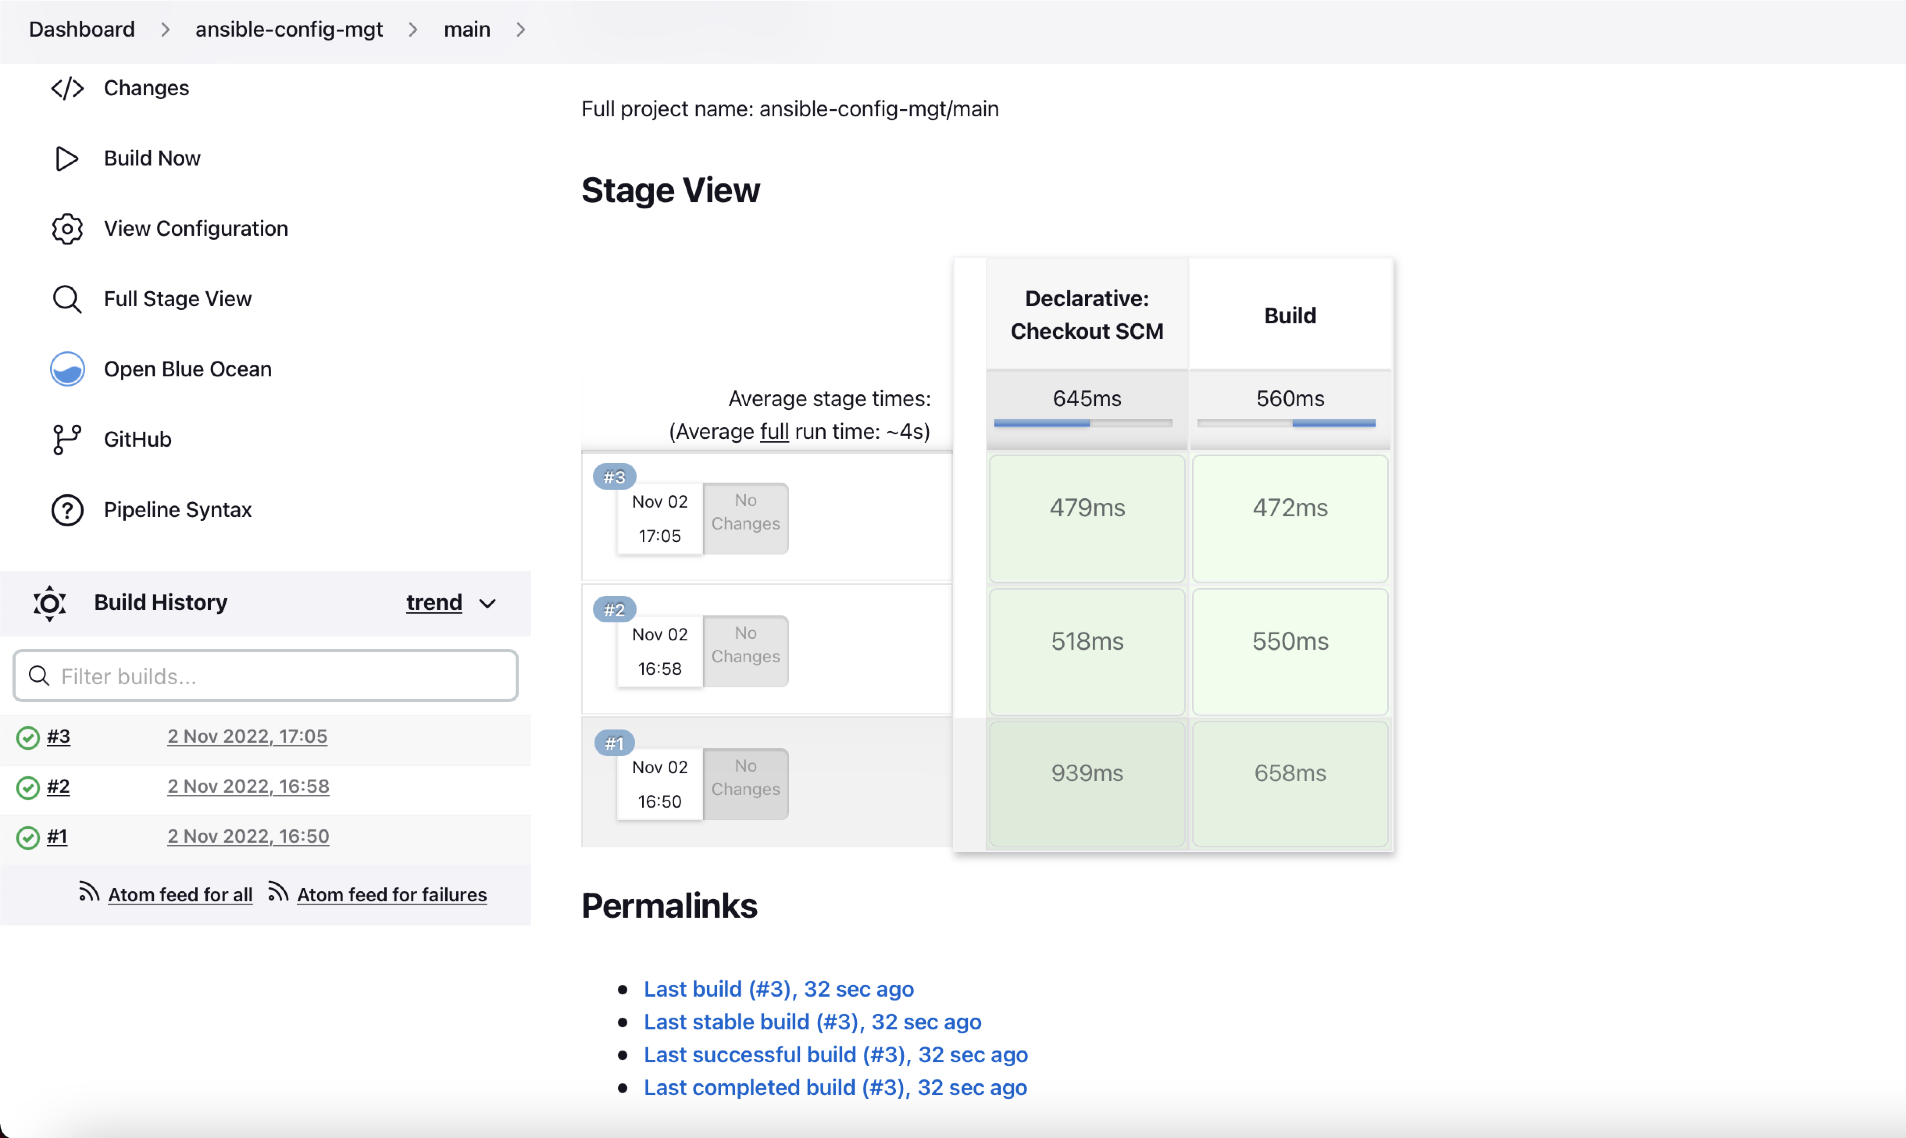 Dashboard > ansible-config-mgt > main >
Changes
Build Now
View Configuration
Full Stage View
Open Blue Ocean
GitHub
Pipeline Syntax
Build History trend
Filter builds...
#3 2 Nov 2022, 17:05
#2 2 Nov 2022, 16:58
#1 2 Nov 2022, 16:50
Atom feed for all Atom feed for failures
Full project name: ansible-config-mgt/main
Stage View
Declarative:
Checkout SCM
Build
Average stage times:
(Average full run time: ~4s)
645ms 560ms
#3
Nov 02
17:05
No
Changes
479ms 472ms
#2
Nov 02
16:58
No
Changes
518ms 550ms
#1
Nov 02
16:50
No
Changes
939ms 658ms
Permalinks
Last build (#3), 32 sec ago
Last stable build (#3), 32 sec ago
Last successful build (#3), 32 sec ago
Last completed build (#3), 32 sec ago